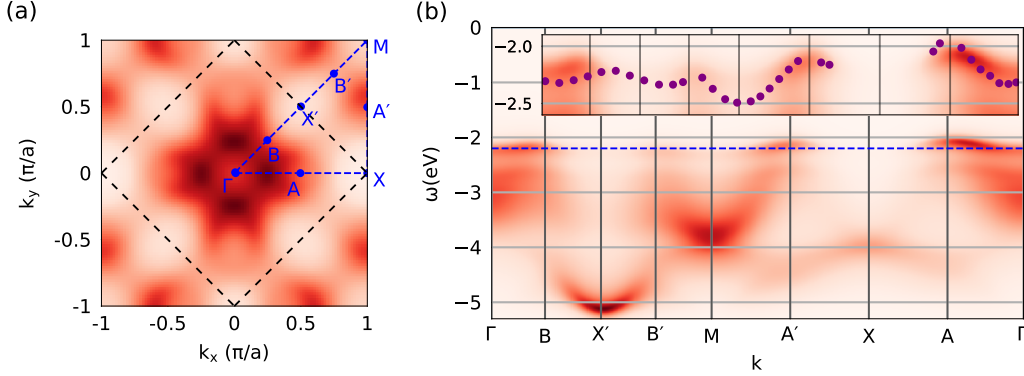 (a)
(b)
1
0.5
0
-0.5
-1
k_y (π/a)
-1
-0.5
0
0.5
1
k_x (π/a)
M
B′
A′
X′
B
Γ
A
X
0
−1
−2
−3
−4
−5
ω(eV)
−2.0
−2.5
Γ
B
X′
B′
M
A′
X
A
Γ
k